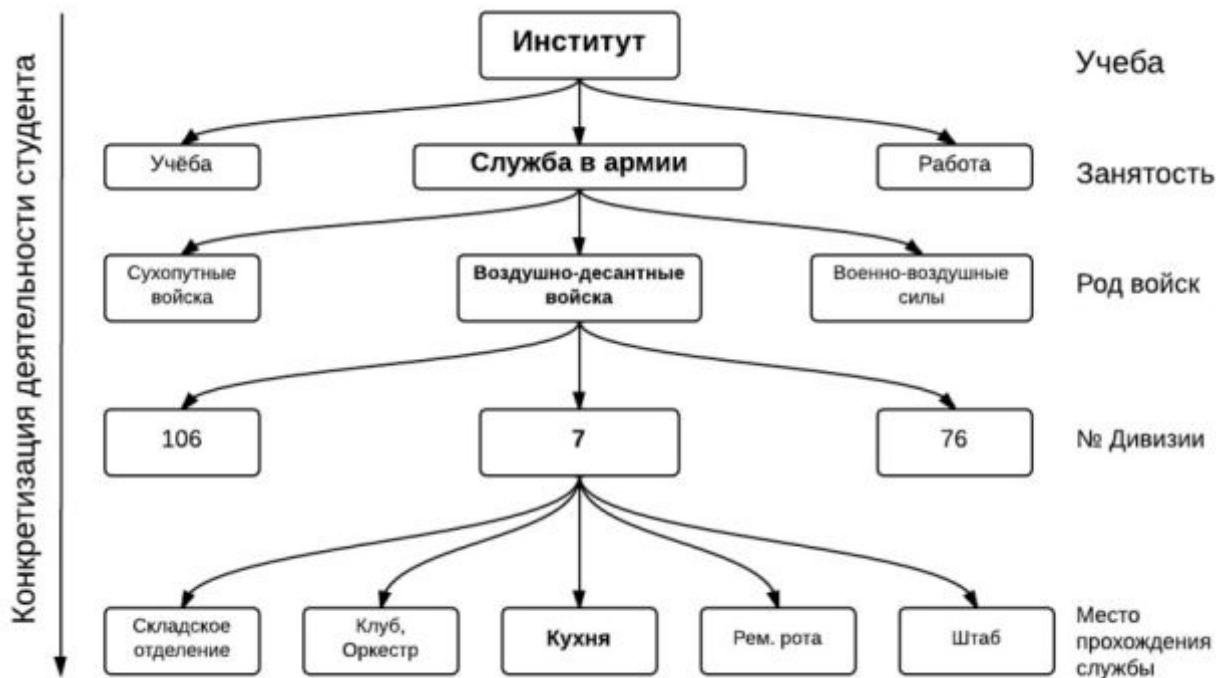 Конкретизация деятельности студента
Институт
Учеба
Учёба
Служба в армии
Работа
Занятость
Сухопутные
войска
Воздушно-десантные
войска
Военно-воздушные
силы
Род войск
106
7
76
№ Дивизии
Складское
отделение
Клуб,
Оркестр
Кухня
Рем. рота
Штаб
Место
прохождения
службы